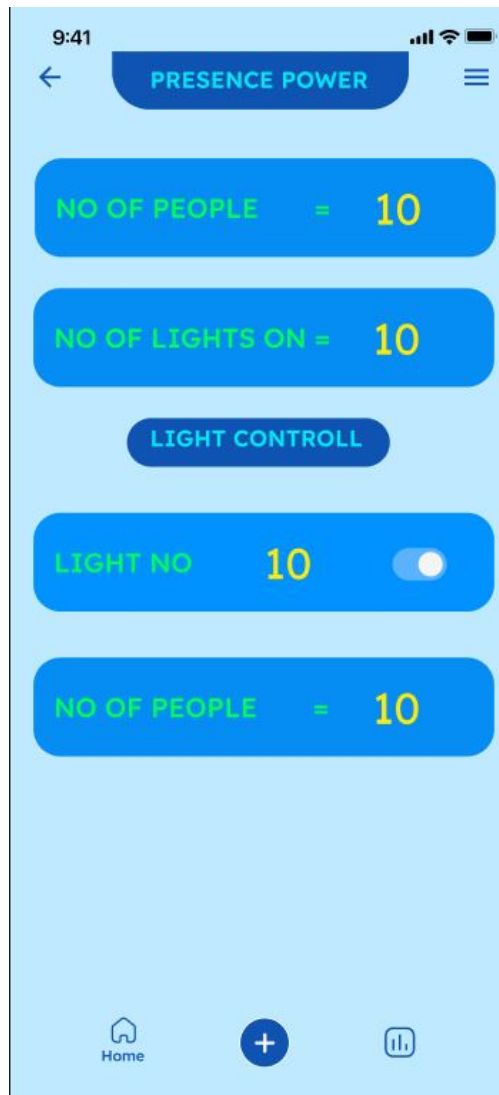 9:41
PRESENCE POWER
NO OF PEOPLE = 10
NO OF LIGHTS ON = 10
LIGHT CONTROLL
LIGHT NO 10
NO OF PEOPLE = 10
Home